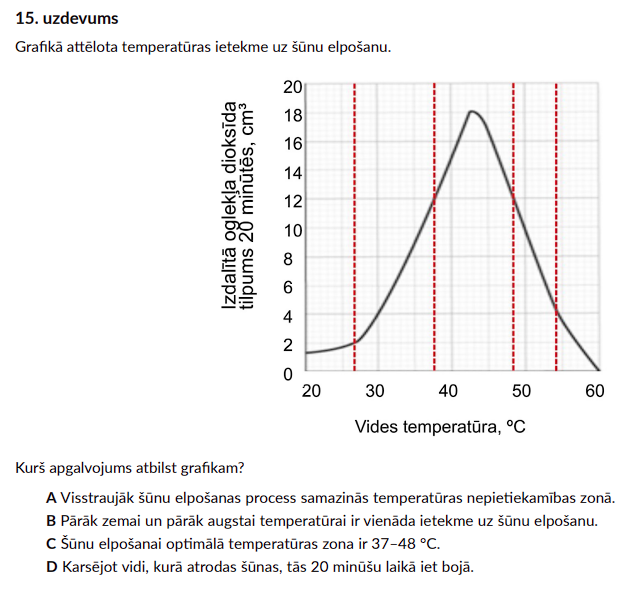 15. uzdevums
Grafikā attēlota temperatūras ietekme uz šūnu elpošanu.
Izdalītā oglekļa dioksīda
tilpums 20 minūtēs, cm³
20
18
16
14
12
10
8
6
4
2
0
20 30 40 50 60
Vides temperatūra, ºC
Kurš apgalvojums atbilst grafikam?
A Visstraujāk šūnu elpošanas process samazinās temperatūras nepietiekamības zonā.
B Pārāk zemai un pārāk augstai temperatūrai ir vienāda ietekme uz šūnu elpošanu.
C Šūnu elpošanai optimālā temperatūras zona ir 37–48 °C.
D Karsējot vidi, kurā atrodas šūnas, tās 20 minūšu laikā iet bojā.